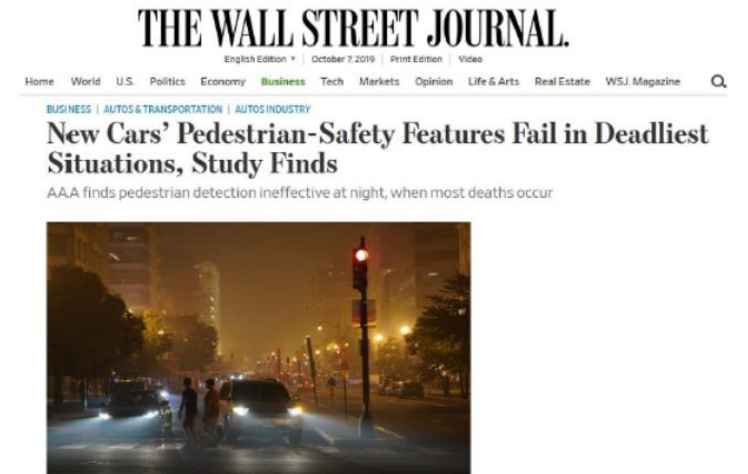 THE WALL STREET JOURNAL.
English Edition ▾ | October 7, 2019 | Print Edition | Video
Home World U.S. Politics Economy Business Tech Markets Opinion Life & Arts Real Estate WSJ. Magazine
BUSINESS | AUTOS & TRANSPORTATION | AUTOS INDUSTRY
New Cars’ Pedestrian-Safety Features Fail in Deadliest
Situations, Study Finds
AAA finds pedestrian detection ineffective at night, when most deaths occur